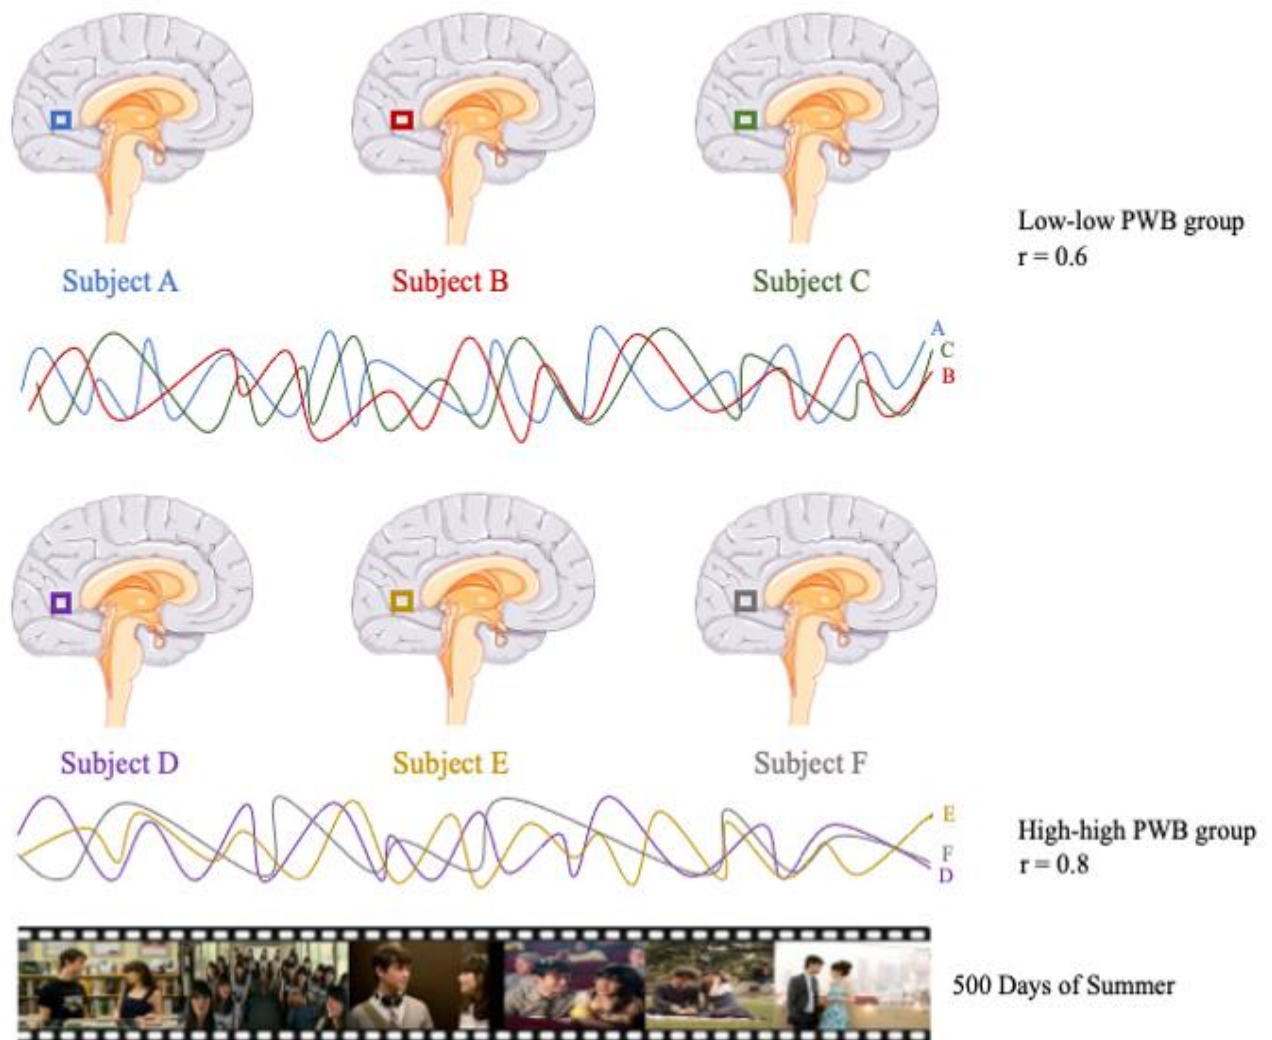 Subject A
Subject B
Subject C
Low-low PWB group
r = 0.6
A
C
B
Subject D
Subject E
Subject F
E
F
D
High-high PWB group
r = 0.8
500 Days of Summer